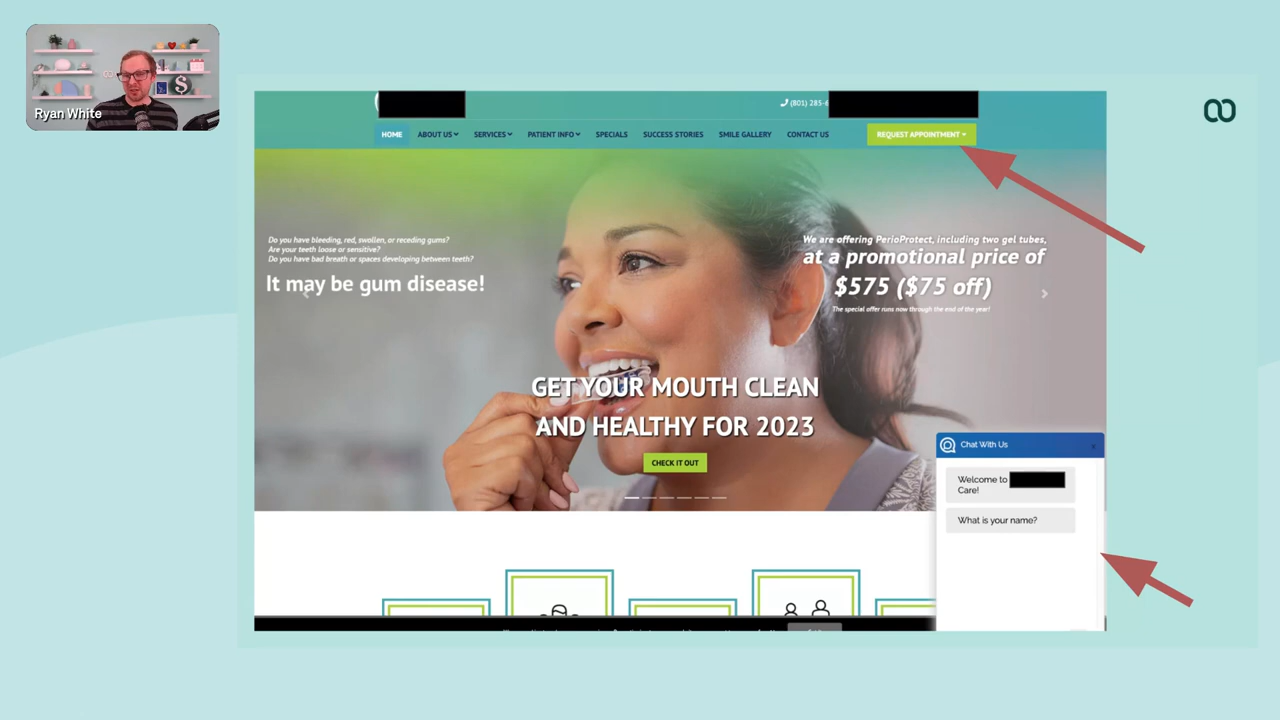 Ryan White
(801) 285-
HOME ABOUT US SERVICES PATIENT INFO SPECIALS SUCCESS STORIES SMILE GALLERY CONTACT US REQUEST APPOINTMENT
Do you have bleeding, red, swollen, or receding gums?
Are your teeth loose or sensitive?
Do you have bad breath or spaces developing between teeth?
It may be gum disease!
We are offering PerioProtect, including two gel tubes,
at a promotional price of
$575 ($75 off)
The special offer runs now through the end of the year!
GET YOUR MOUTH CLEAN
AND HEALTHY FOR 2023
CHECK IT OUT
Chat With Us
Welcome to
Care!
What is your name?